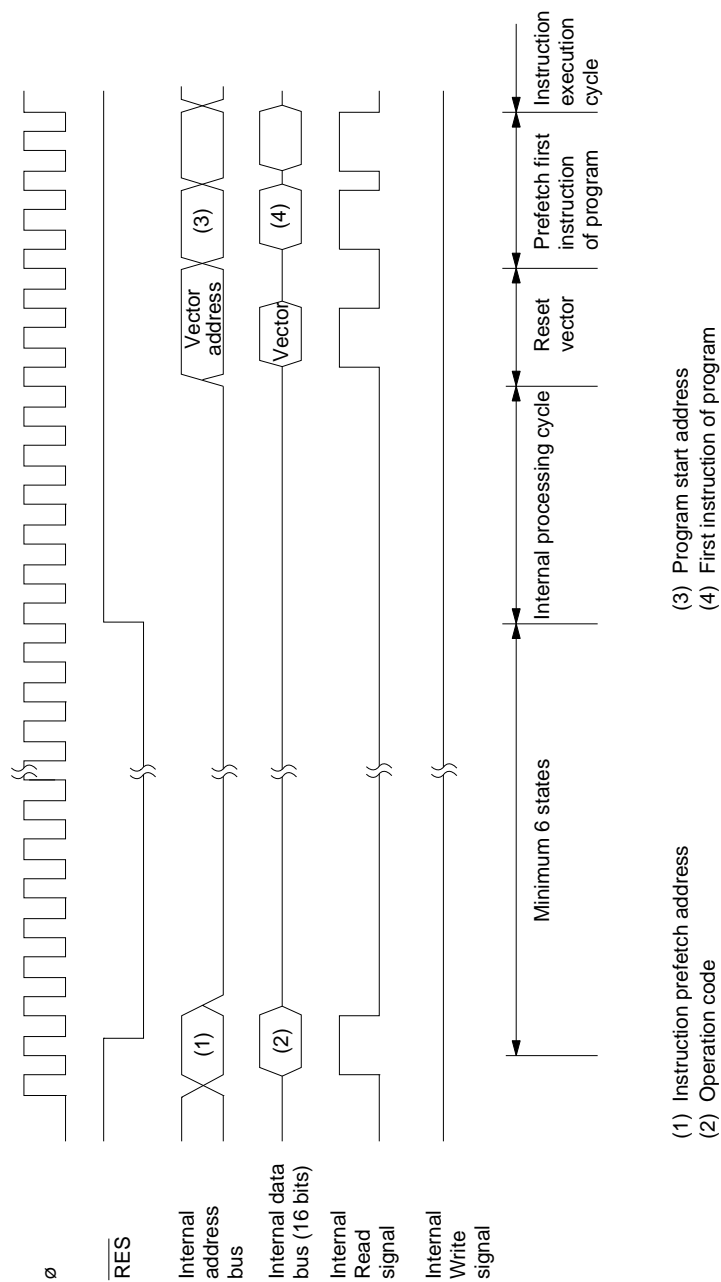 ø
RES
Internal
address
bus
Internal data
bus (16 bits)
Internal
Read
signal
Internal
Write
signal
(1)
(2)
Vector
address
Vector
(3)
(4)
Minimum 6 states
Internal processing cycle
Reset
vector
Prefetch first
instruction
of program
Instruction
execution
cycle
(1) Instruction prefetch address
(2) Operation code
(3) Program start address
(4) First instruction of program